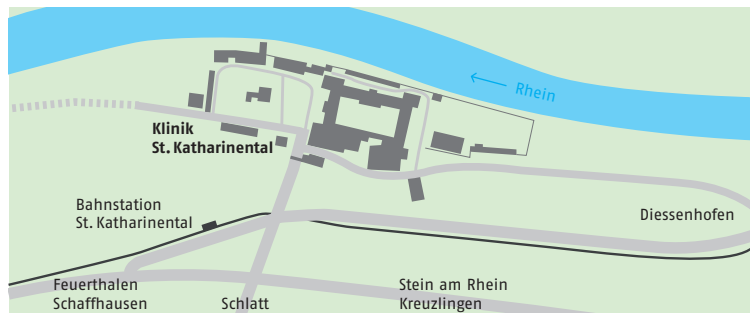 Rhein
Klinik
St. Katharinental
Bahnstation
St. Katharinental
Diessenhofen
Feuerthalen
Schaffhausen
Schlatt
Stein am Rhein
Kreuzlingen